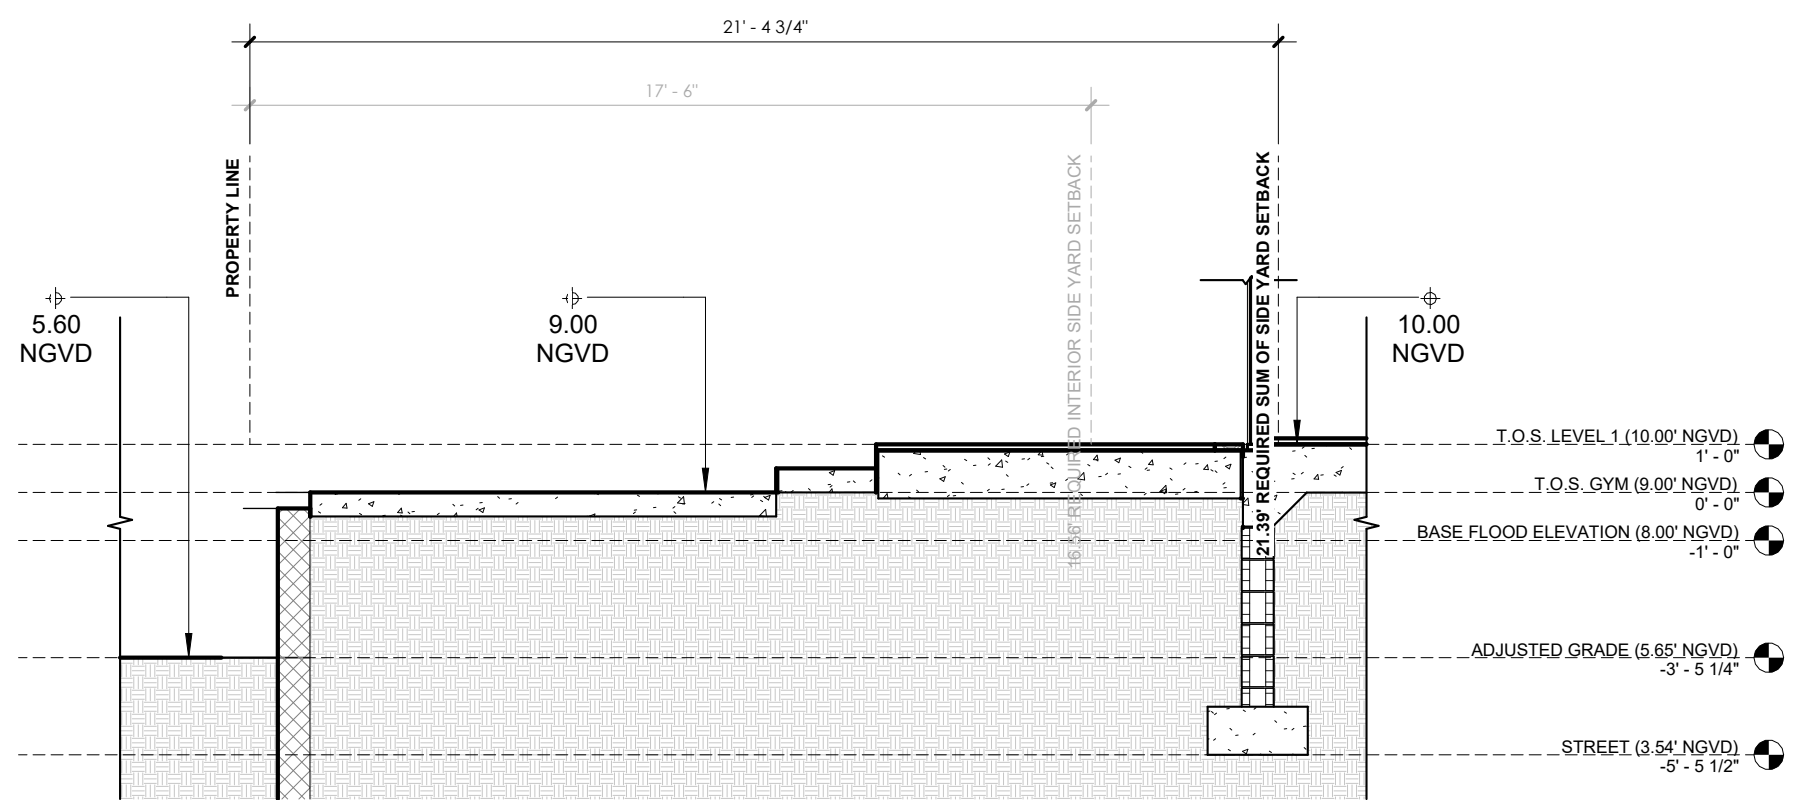 21' - 4 3/4"
17' - 6"
PROPERTY LINE
16.56' REQUIRED INTERIOR SIDE YARD SETBACK
21.39' REQUIRED SUM OF SIDE YARD SETBACK
5.60
NGVD
9.00
NGVD
10.00
NGVD
T.O.S. LEVEL 1 (10.00' NGVD)
1' - 0"
T.O.S. GYM (9.00' NGVD)
0' - 0"
BASE FLOOD ELEVATION (8.00' NGVD)
-1' - 0"
ADJUSTED GRADE (5.65' NGVD)
-3' - 5 1/4"
STREET (3.54' NGVD)
-5' - 5 1/2"